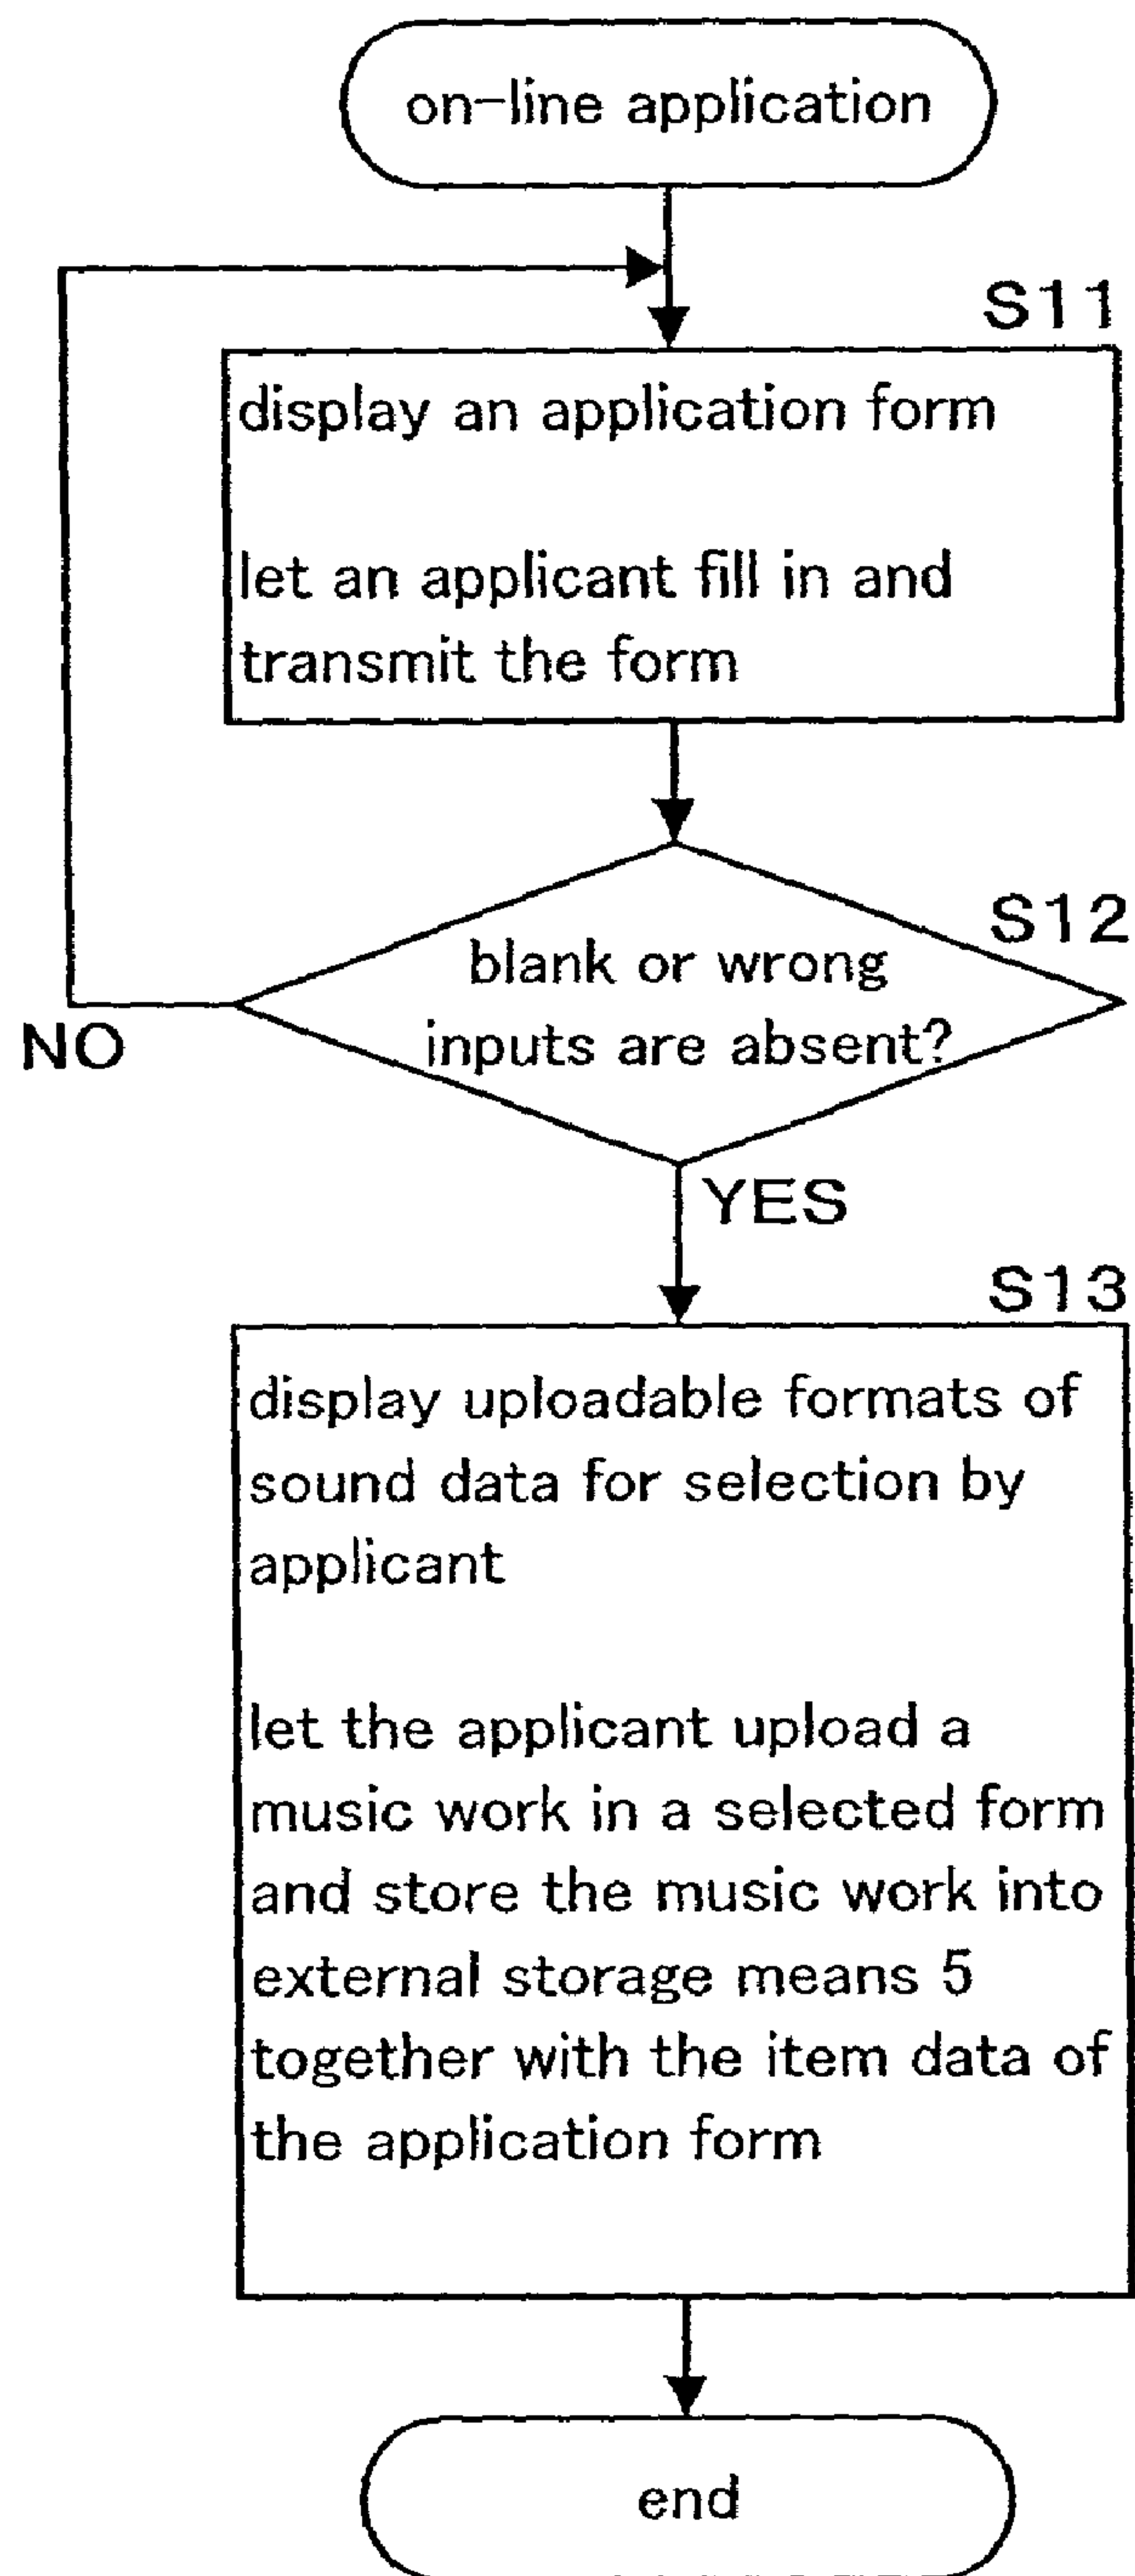 on-line application
S11
display an application form
let an applicant fill in and
transmit the form
S12
blank or wrong
inputs are absent?
NO
YES
S13
display uploadable formats of
sound data for selection by
applicant
let the applicant upload a
music work in a selected form
and store the music work into
external storage means 5
together with the item data of
the application form
end